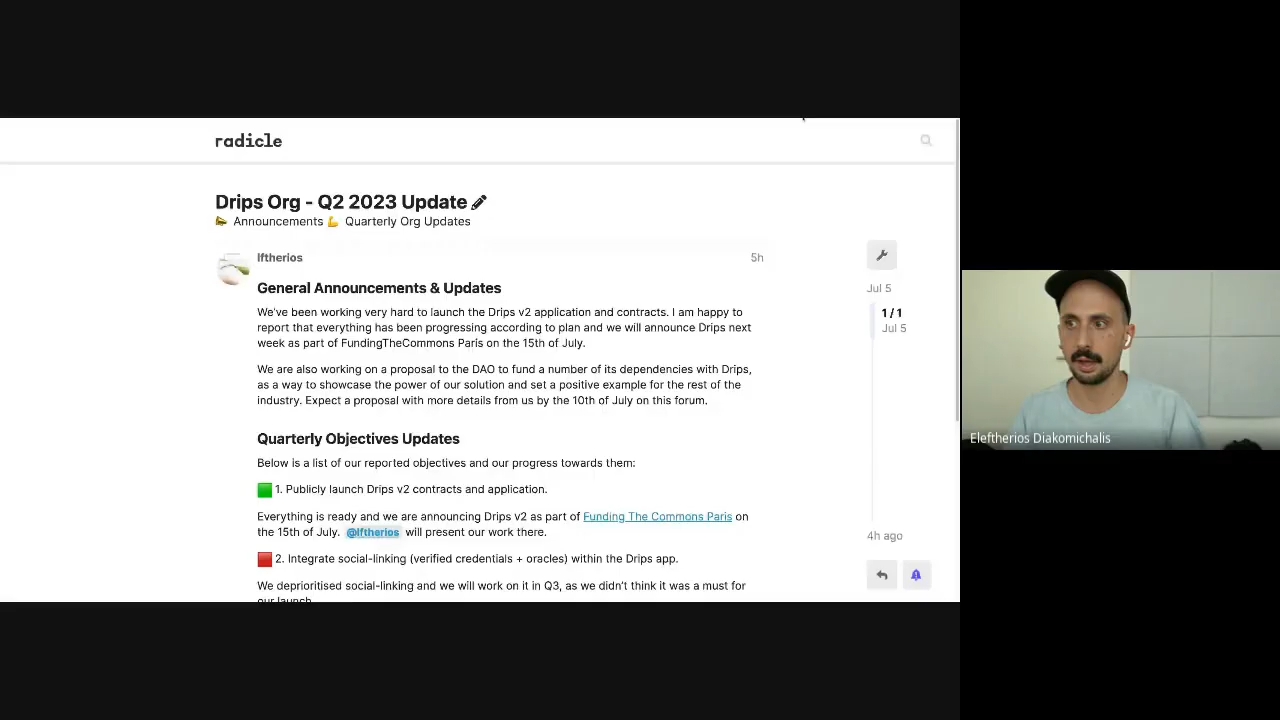 radicle
Drips Org - Q2 2023 Update
Announcements Quarterly Org Updates
lftherios
5h
General Announcements & Updates
We've been working very hard to launch the Drips v2 application and contracts. I am happy to
report that everything has been progressing according to plan and we will announce Drips next
week as part of FundingTheCommons Paris on the 15th of July.
We are also working on a proposal to the DAO to fund a number of its dependencies with Drips,
as a way to showcase the power of our solution and set a positive example for the rest of the
industry. Expect a proposal with more details from us by the 10th of July on this forum.
Quarterly Objectives Updates
Below is a list of our reported objectives and our progress towards them:
1. Publicly launch Drips v2 contracts and application.
Everything is ready and we are announcing Drips v2 as part of Funding The Commons Paris on
the 15th of July. @lftherios will present our work there.
2. Integrate social-linking (verified credentials + oracles) within the Drips app.
We deprioritised social-linking and we will work on it in Q3, as we didn't think it was a must for
our launch.
Jul 5
1 / 1
Jul 5
4h ago
Eleftherios Diakomichalis